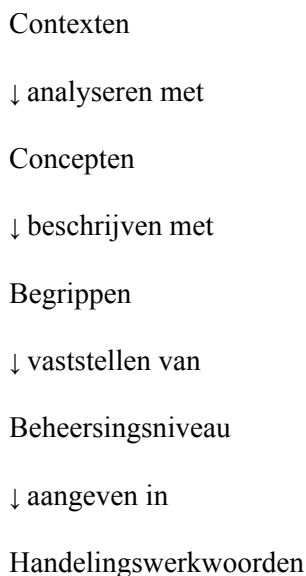 Contexten
↓ analyseren met
Concepten
↓ beschrijven met
Begrippen
↓ vaststellen van
Beheersingsniveau
↓ aangeven in
Handelingswerkwoorden